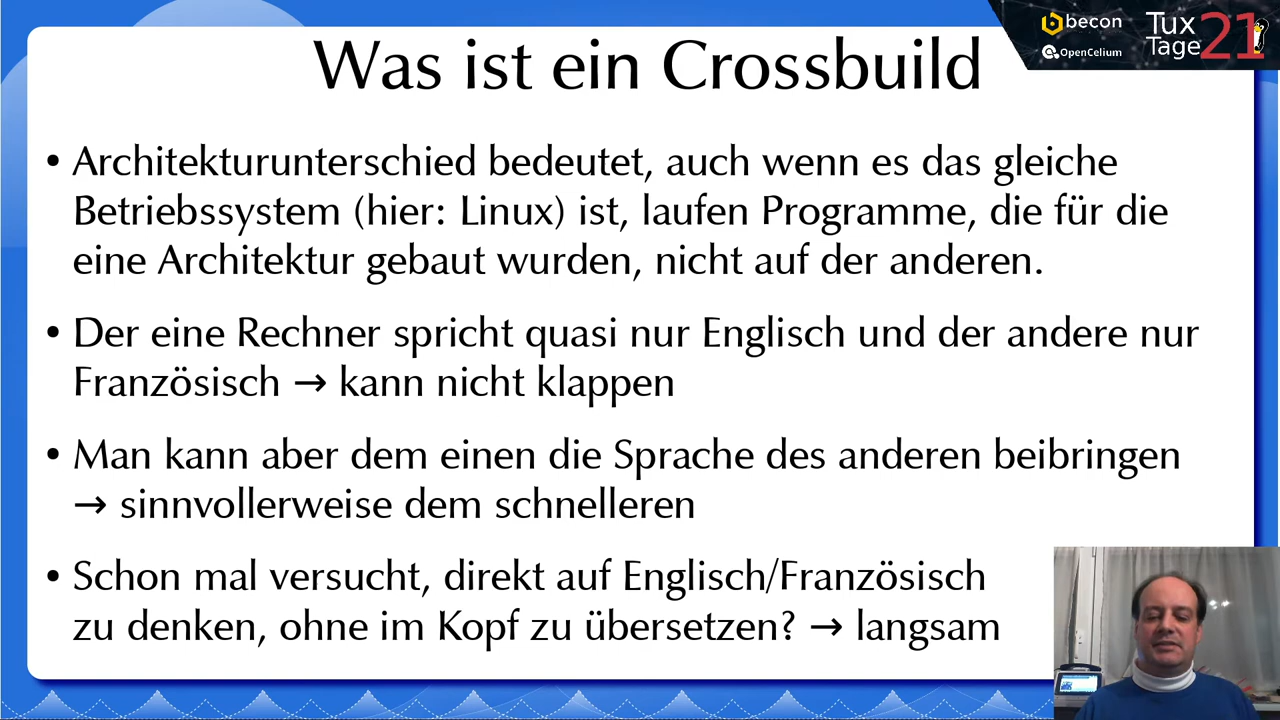 Was ist ein Crossbuild
becon
OpenCelium
Tux
Tage
21
• Architekturunterschied bedeutet, auch wenn es das gleiche
Betriebssystem (hier: Linux) ist, laufen Programme, die für die
eine Architektur gebaut wurden, nicht auf der anderen.
• Der eine Rechner spricht quasi nur Englisch und der andere nur
Französisch → kann nicht klappen
• Man kann aber dem einen die Sprache des anderen beibringen
→ sinnvollerweise dem schnelleren
• Schon mal versucht, direkt auf Englisch/Französisch
zu denken, ohne im Kopf zu übersetzen? → langsam